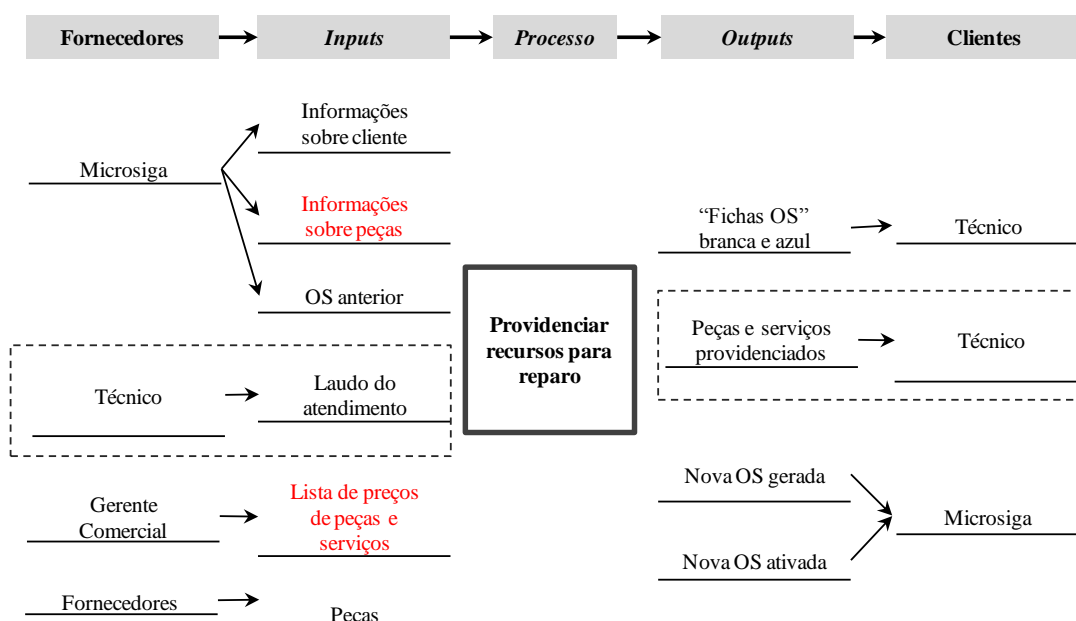 Fornecedores
Inputs
Processo
Outputs
Clientes
Informações
sobre cliente
Microsiga
Informações
sobre peças
OS anterior
Técnico
Laudo do
atendimento
Gerente
Comercial
Lista de preços
de peças e
serviços
Fornecedores
Peças
Providenciar
recursos para
reparo
“Fichas OS”
branca e azul
Técnico
Peças e serviços
providenciados
Técnico
Nova OS gerada
Microsiga
Nova OS ativada